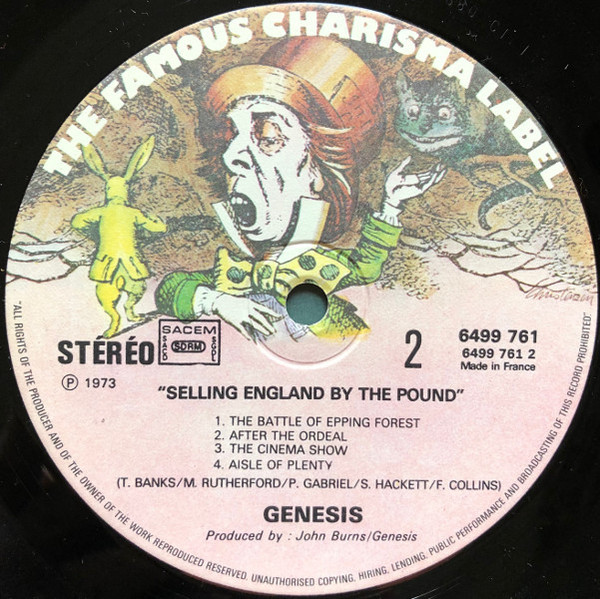 THE FAMOUS CHARISMA LABEL
STÉRÉO
SACEM
SACD
SDRM
SGDL
2
6499 761
6499 761 2
Made in France
Ⓟ 1973
"SELLING ENGLAND BY THE POUND"
1. THE BATTLE OF EPPING FOREST
2. AFTER THE ORDEAL
3. THE CINEMA SHOW
4. AISLE OF PLENTY
(T. BANKS/M. RUTHERFORD/P. GABRIEL/S. HACKETT/F. COLLINS)
GENESIS
Produced by : John Burns/Genesis
"ALL RIGHTS OF THE PRODUCER AND OF THE OWNER OF THE WORK REPRODUCED RESERVED. UNAUTHORISED COPYING, HIRING, LENDING, PUBLIC PERFORMANCE AND BROADCASTING OF THIS RECORD PROHIBITED"